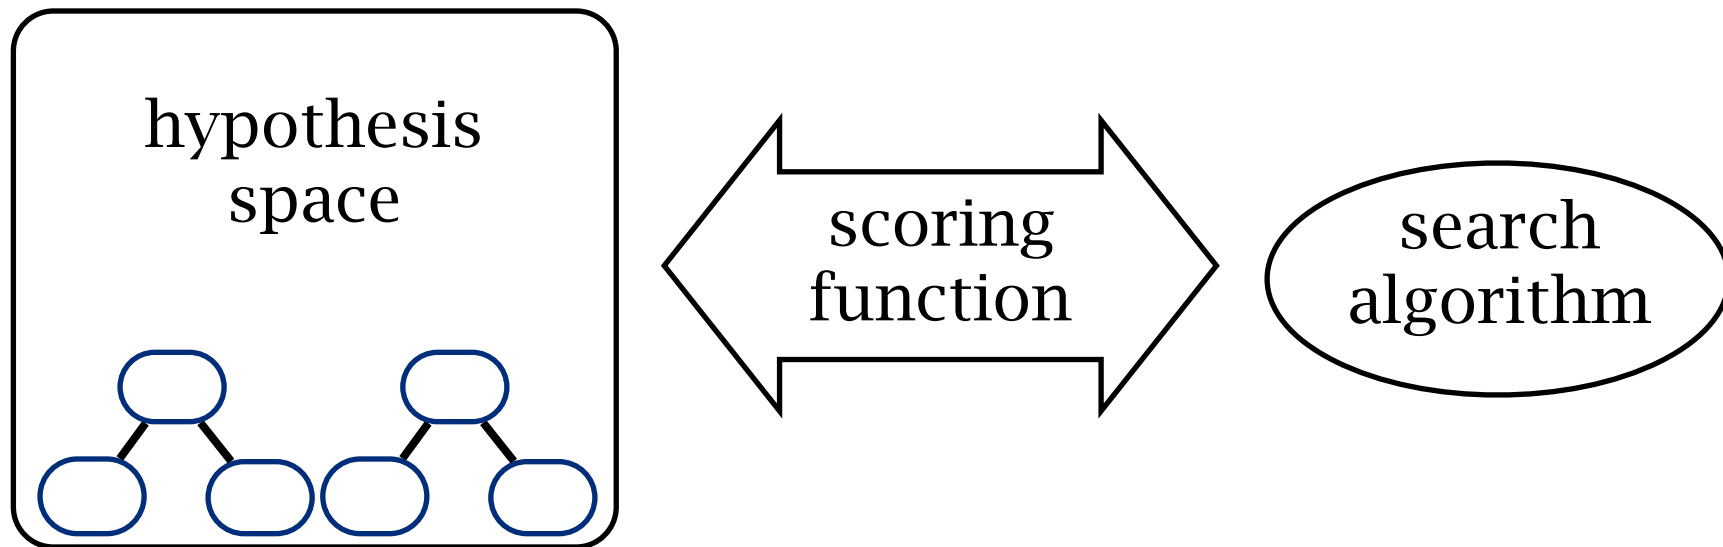 hypothesis
space
scoring
function
search
algorithm